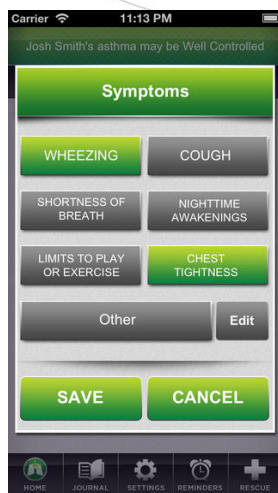 Carrier 11:13 PM
Josh Smith's asthma may be Well Controlled
Symptoms
WHEEZING
COUGH
SHORTNESS OF
BREATH
NIGHTTIME
AWAKENINGS
LIMITS TO PLAY
OR EXERCISE
CHEST
TIGHTNESS
Other
Edit
SAVE
CANCEL
HOME JOURNAL SETTINGS REMINDERS RESCUE